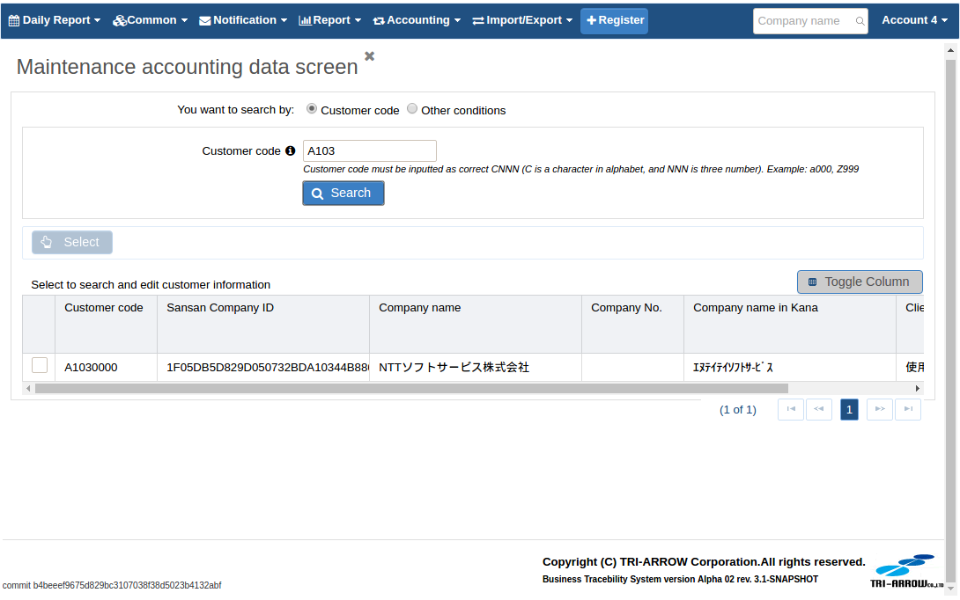 Daily Report Common Notification Report Accounting Import/Export Register Company name Account 4
Maintenance accounting data screen
You want to search by: Customer code Other conditions
Customer code A103
Customer code must be inputted as correct CNNN (C is a character in alphabet, and NNN is three number). Example: a000, Z999
Search
Select
Select to search and edit customer information Toggle Column
Customer code Sansan Company ID Company name Company No. Company name in Kana Clie
A1030000 1F05DB5D829D050732BDA10344B88 NTTソフトサービス株式会社 ｴﾇﾃｲﾃｲｿﾌﾄｻｰﾋﾞｽ 使用
(1 of 1) 1
Copyright (C) TRI-ARROW Corporation.All rights reserved.
Business Tracebility System version Alpha 02 rev. 3.1-SNAPSHOT
TRI-ARROW CO.,LTD
commit b4beeef9675d829bc3107038f38d5023b4132abf